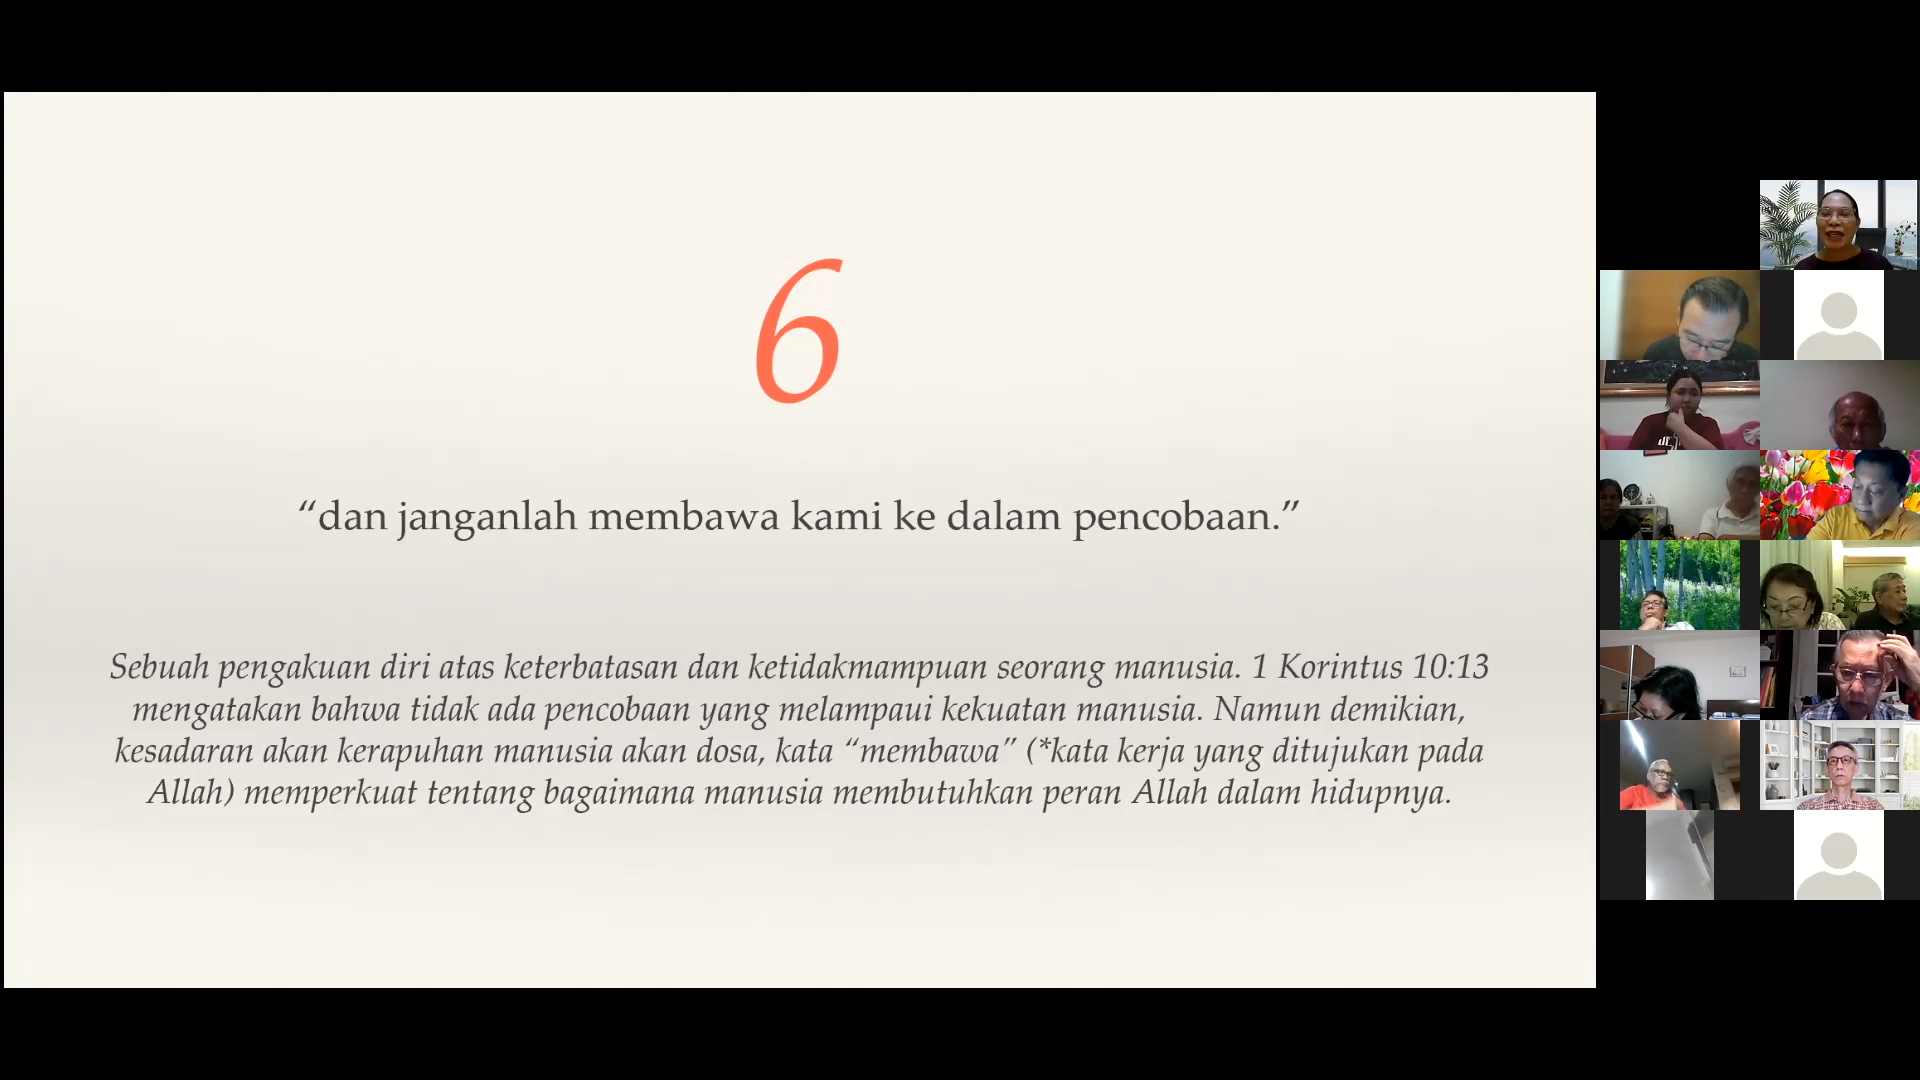 6
“dan janganlah membawa kami ke dalam pencobaan.”
Sebuah pengakuan diri atas keterbatasan dan ketidakmampuan seorang manusia. 1 Korintus 10:13
mengatakan bahwa tidak ada pencobaan yang melampaui kekuatan manusia. Namun demikian,
kesadaran akan kerapuhan manusia akan dosa, kata “membawa” (*kata kerja yang ditujukan pada
Allah) memperkuat tentang bagaimana manusia membutuhkan peran Allah dalam hidupnya.